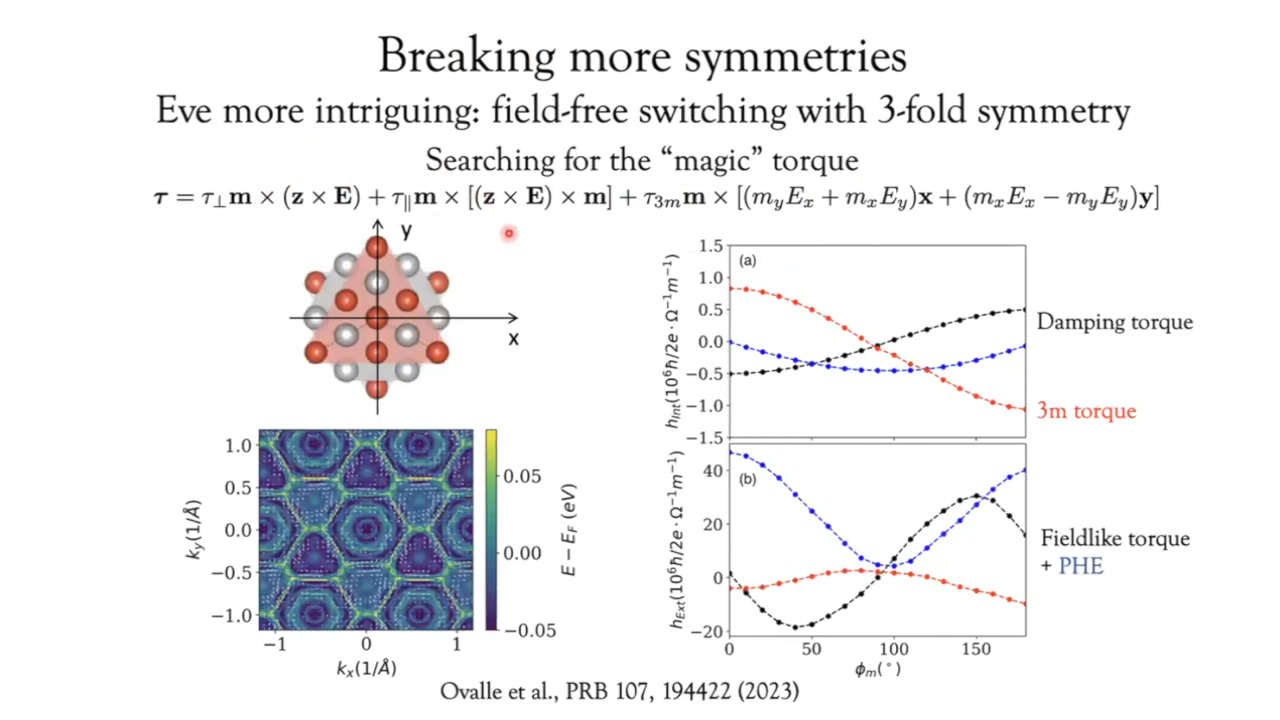 Breaking more symmetries
Eve more intriguing: field-free switching with 3-fold symmetry
Searching for the “magic” torque
τ = τ⊥m × (z × E) + τ∥m × [(z × E) × m] + τ3mm × [(myEx + mxEy)x + (mxEx − myEy)y]
y
x
1.0
0.5
0.0
−0.5
−1.0
ky(1/Å)
−1
0
1
kx(1/Å)
0.05
0.00
−0.05
E − EF (eV)
(a)
1.5
1.0
0.5
0.0
−0.5
−1.0
−1.5
hInt(10⁶ħ/2e · Ω⁻¹m⁻¹)
Damping torque
3m torque
(b)
40
20
0
−20
hExt(10⁶ħ/2e · Ω⁻¹m⁻¹)
0
50
100
150
ϕm(°)
Fieldlike torque
+ PHE
Ovalle et al., PRB 107, 194422 (2023)